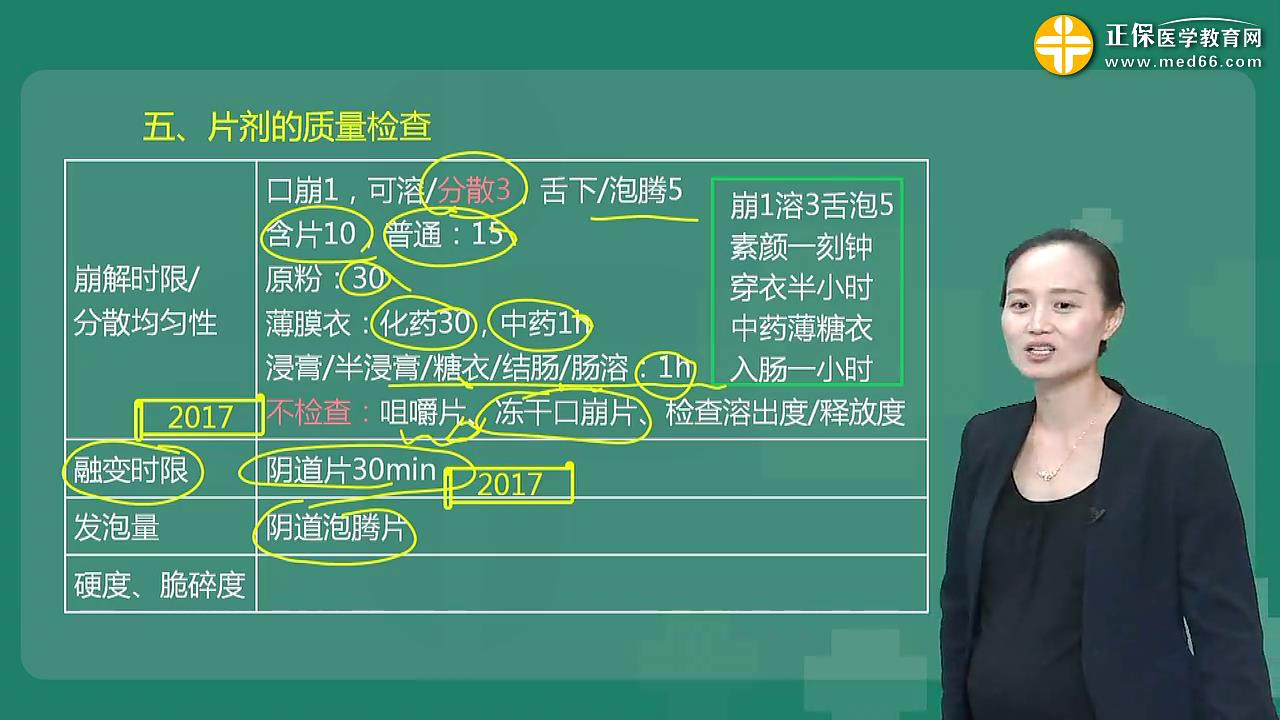 正保医学教育网
www.med66.com
五、片剂的质量检查
崩解时限/
分散均匀性
口崩1，可溶/分散3，舌下/泡腾5
含片10，普通：15，
原粉：30
薄膜衣：化药30，中药1h
浸膏/半浸膏/糖衣/结肠/肠溶：1h
不检查：咀嚼片、冻干口崩片、检查溶出度/释放度
2017
崩1溶3舌泡5
素颜一刻钟
穿衣半小时
中药薄糖衣
入肠一小时
融变时限
阴道片30min
2017
发泡量
阴道泡腾片
硬度、脆碎度